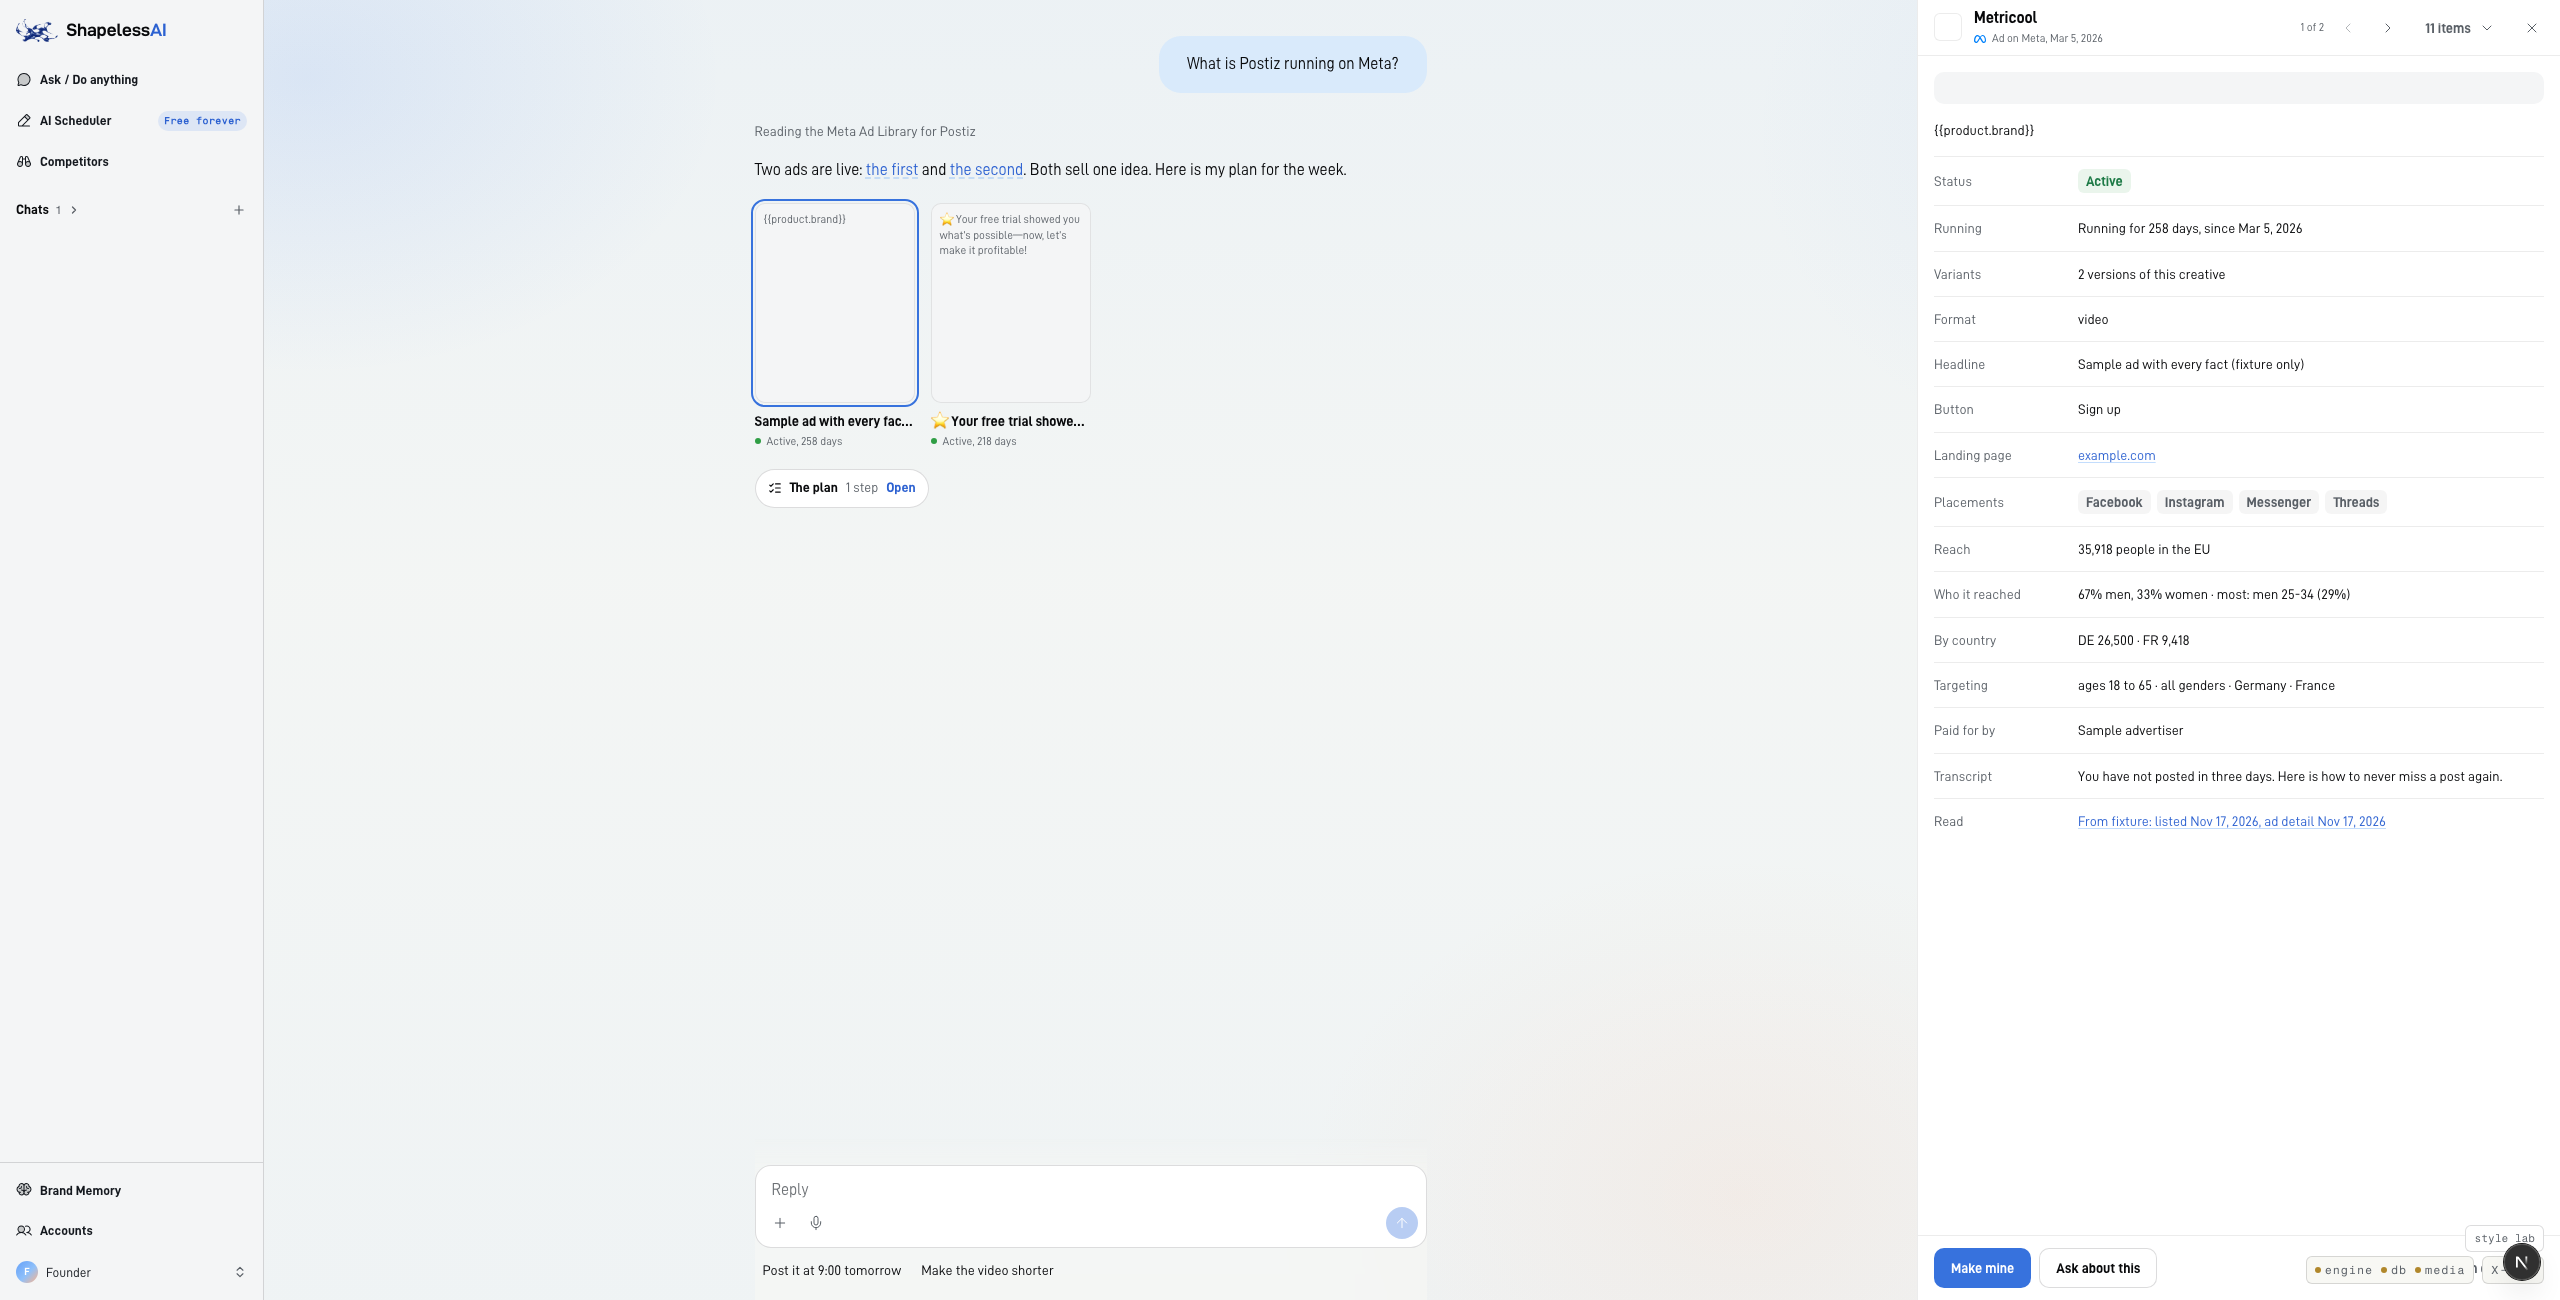 ShapelessAI
Ask / Do anything
AI Scheduler Free forever
Competitors
Chats 1
Brand Memory
Accounts
F Founder
What is Postiz running on Meta?
Reading the Meta Ad Library for Postiz
Two ads are live: the first and the second. Both sell one idea. Here is my plan for the week.
{{product.brand}}
⭐ Your free trial showed you
what's possible—now, let's
make it profitable!
Sample ad with every fac...
Active, 258 days
⭐ Your free trial showe...
Active, 218 days
The plan 1 step Open
Reply
Post it at 9:00 tomorrow Make the video shorter
Metricool
Ad on Meta, Mar 5, 2026
1 of 2
11 items
{{product.brand}}
Status Active
Running Running for 258 days, since Mar 5, 2026
Variants 2 versions of this creative
Format video
Headline Sample ad with every fact (fixture only)
Button Sign up
Landing page example.com
Placements Facebook Instagram Messenger Threads
Reach 35,918 people in the EU
Who it reached 67% men, 33% women · most: men 25-34 (29%)
By country DE 26,500 · FR 9,418
Targeting ages 18 to 65 · all genders · Germany · France
Paid for by Sample advertiser
Transcript You have not posted in three days. Here is how to never miss a post again.
Read From fixture: listed Nov 17, 2026, ad detail Nov 17, 2026
style lab
Make mine Ask about this
engine db media
N